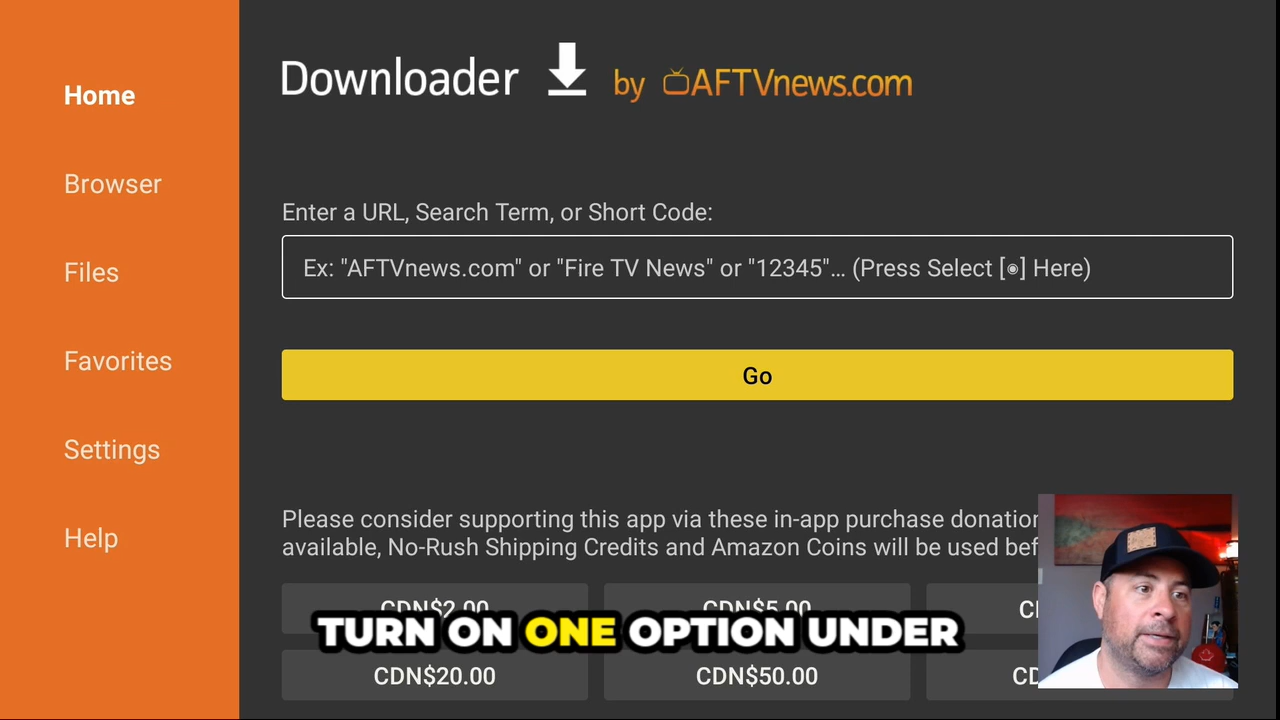 Home
Browser
Files
Favorites
Settings
Help
Downloader by AFTVnews.com
Enter a URL, Search Term, or Short Code:
Ex: "AFTVnews.com" or "Fire TV News" or "12345"... (Press Select [◉] Here)
Go
Please consider supporting this app via these in-app purchase donation
available, No-Rush Shipping Credits and Amazon Coins will be used bef
CDN$2.00 CDN$5.00
TURN ON ONE OPTION UNDER
CDN$20.00 CDN$50.00